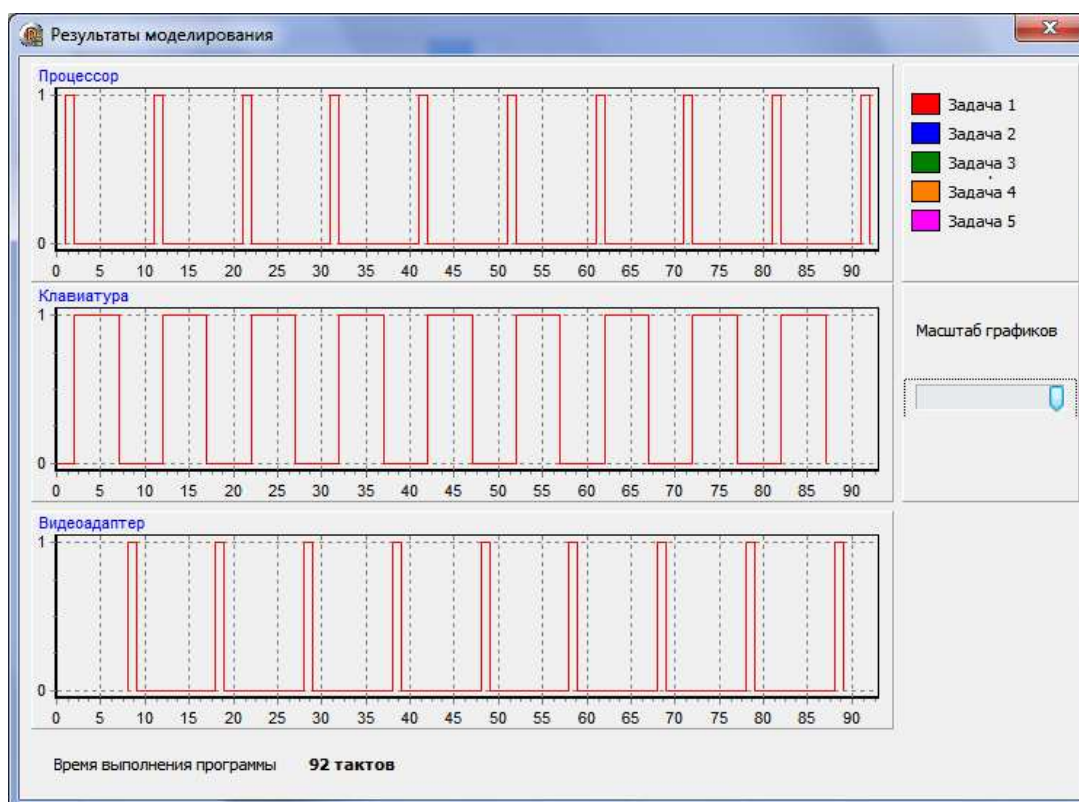 Результаты моделирования
Процессор
1
0
0 5 10 15 20 25 30 35 40 45 50 55 60 65 70 75 80 85 90
Задача 1
Задача 2
Задача 3
Задача 4
Задача 5
Клавиатура
1
0
0 5 10 15 20 25 30 35 40 45 50 55 60 65 70 75 80 85 90
Масштаб графиков
Видеоадаптер
1
0
0 5 10 15 20 25 30 35 40 45 50 55 60 65 70 75 80 85 90
Время выполнения программы 92 тактов